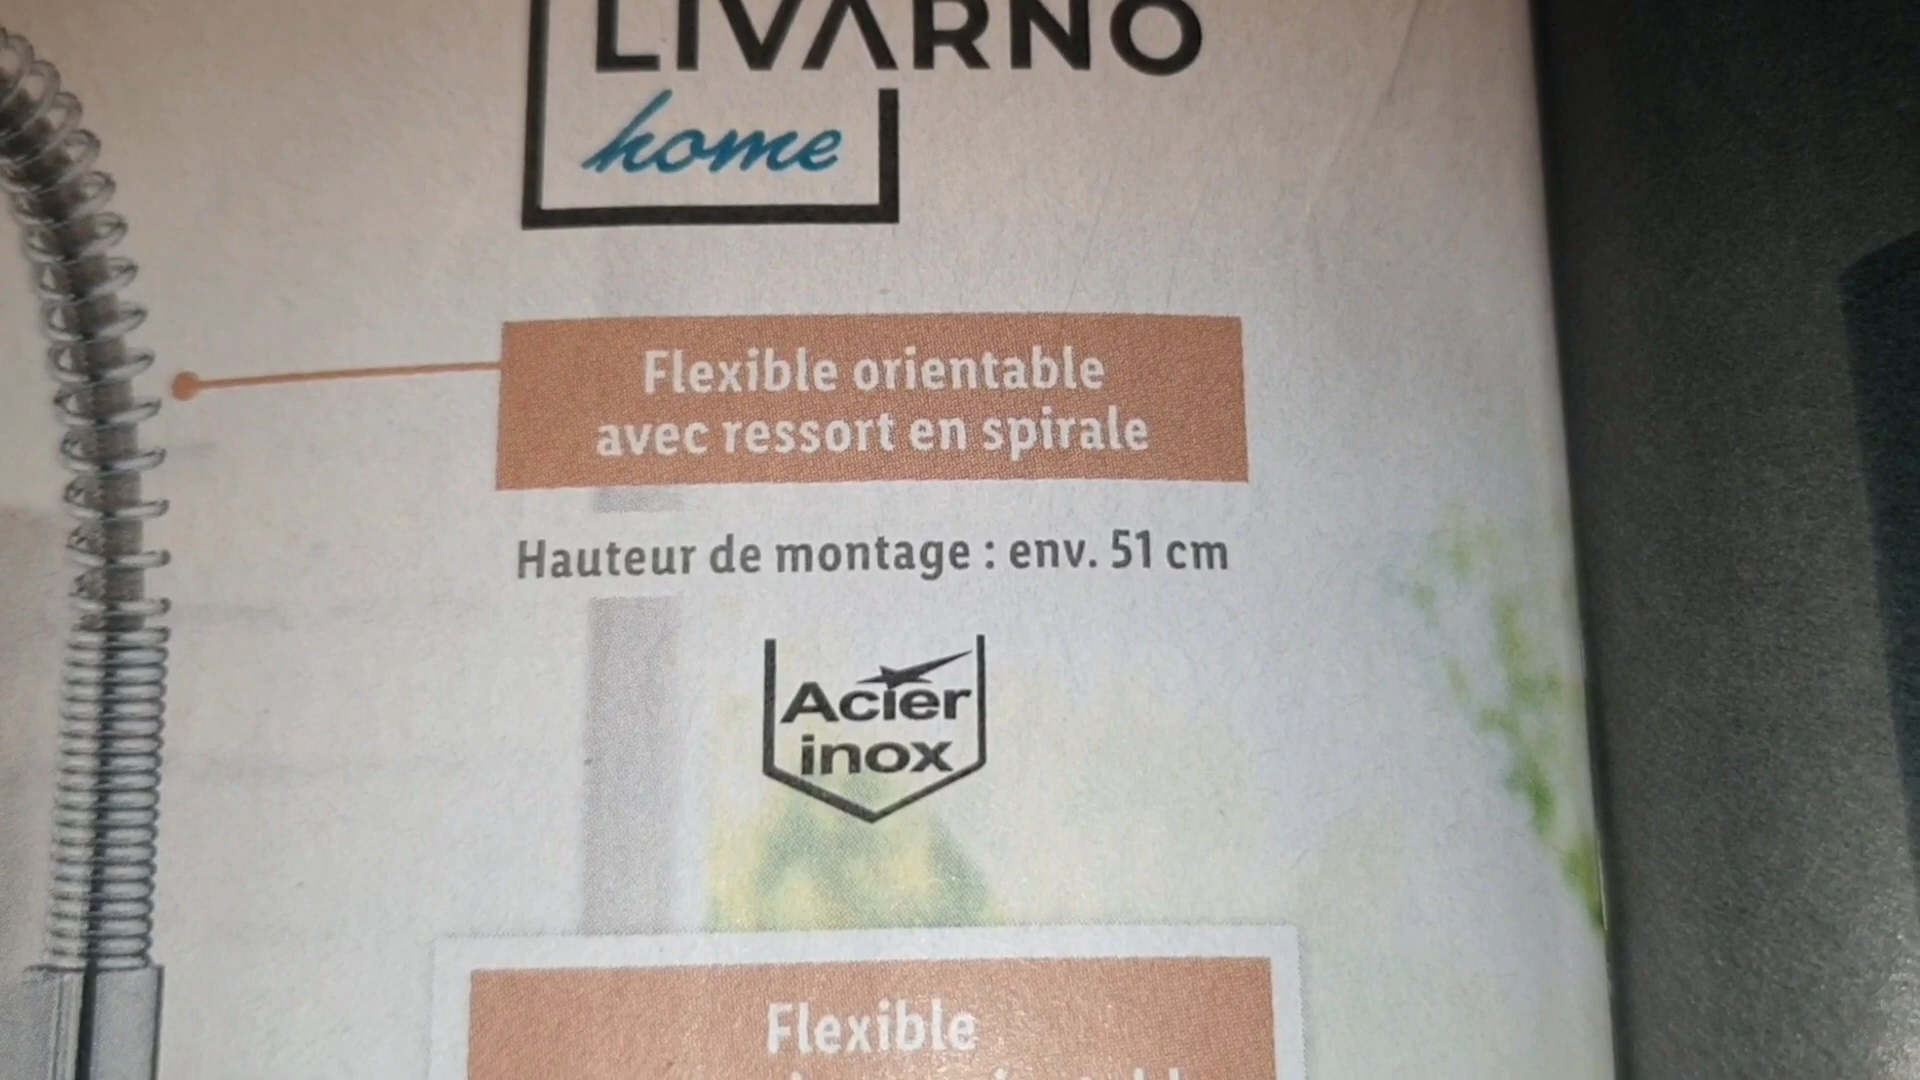 LIVARNO
home
Flexible orientable
avec ressort en spirale
Hauteur de montage : env. 51 cm
Acier
inox
Flexible